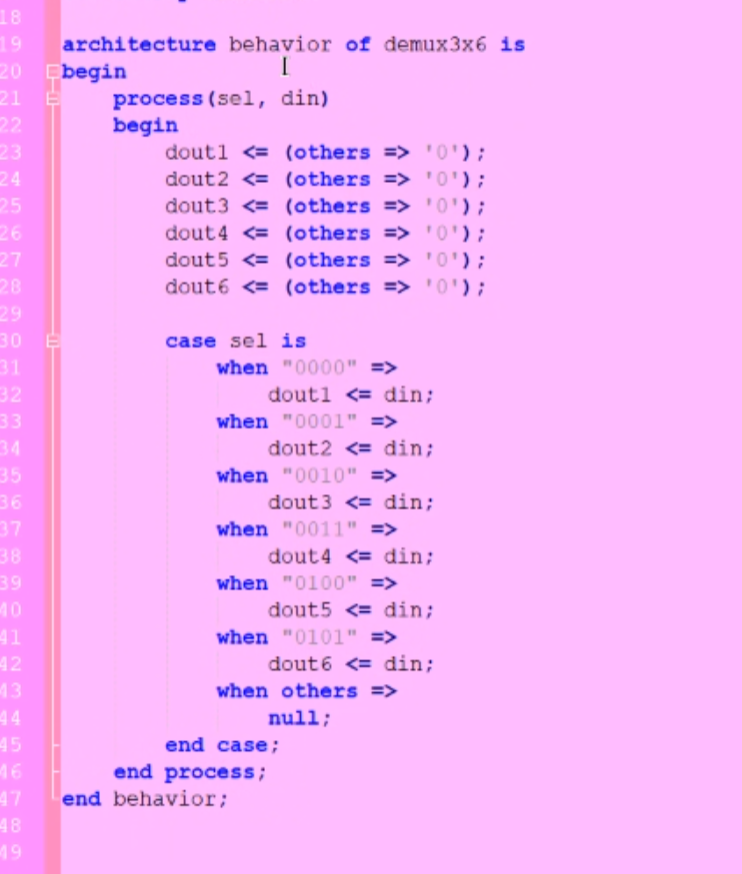 18
19 architecture behavior of demux3x6 is
20 begin
21     process(sel, din)
22     begin
23         dout1 <= (others => '0');
24         dout2 <= (others => '0');
25         dout3 <= (others => '0');
26         dout4 <= (others => '0');
27         dout5 <= (others => '0');
28         dout6 <= (others => '0');
29
30         case sel is
31             when "0000" =>
32                 dout1 <= din;
33             when "0001" =>
34                 dout2 <= din;
35             when "0010" =>
36                 dout3 <= din;
37             when "0011" =>
38                 dout4 <= din;
39             when "0100" =>
40                 dout5 <= din;
41             when "0101" =>
42                 dout6 <= din;
43             when others =>
44                 null;
45         end case;
46     end process;
47 end behavior;
48
49